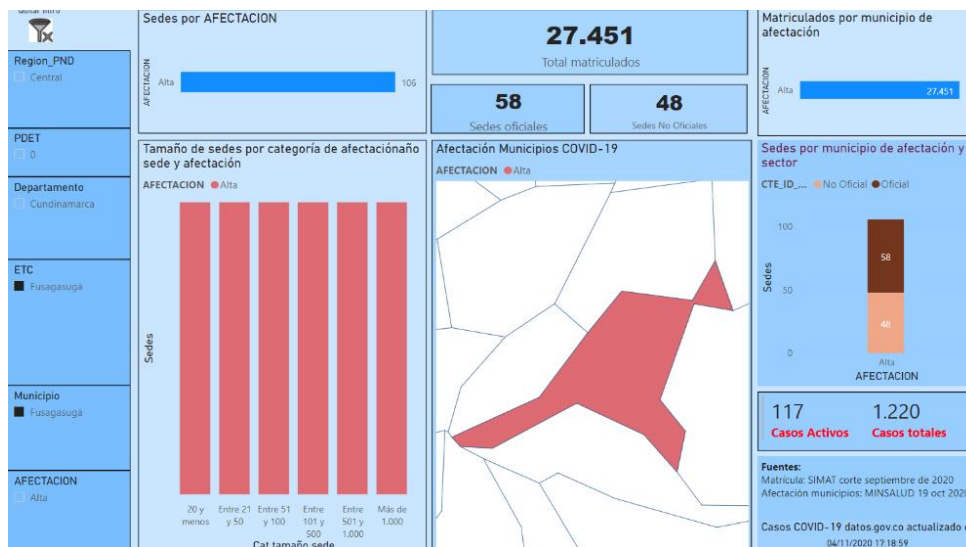 Quitar filtro
Region_PND
Central
PDET
0
Departamento
Cundinamarca
ETC
Fusagasugá
Municipio
Fusagasugá
AFECTACION
Alta
Sedes por AFECTACION
AFECTACION
Alta
106
27.451
Total matriculados
58
Sedes oficiales
48
Sedes No Oficiales
Matriculados por municipio de
afectación
AFECTACION
Alta
27.451
Tamaño de sedes por categoría de afectaciónaño
sede y afectación
AFECTACION Alta
Sedes
20 y
menos
Entre 21
y 50
Entre 51
y 100
Entre
101 y
500
Entre
501 y
1.000
Más de
1.000
Cat tamaño sede
Afectación Municipios COVID-19
AFECTACION Alta
Sedes por municipio de afectación y
sector
CTE_ID_... No Oficial Oficial
Sedes
100
50
0
58
48
Alta
AFECTACION
117
Casos Activos
1.220
Casos totales
Fuentes:
Matrícula: SIMAT corte septiembre de 2020
Afectación municipios: MINSALUD 19 oct 2020
Casos COVID-19 datos.gov.co actualizado
04/11/2020 17:18:59